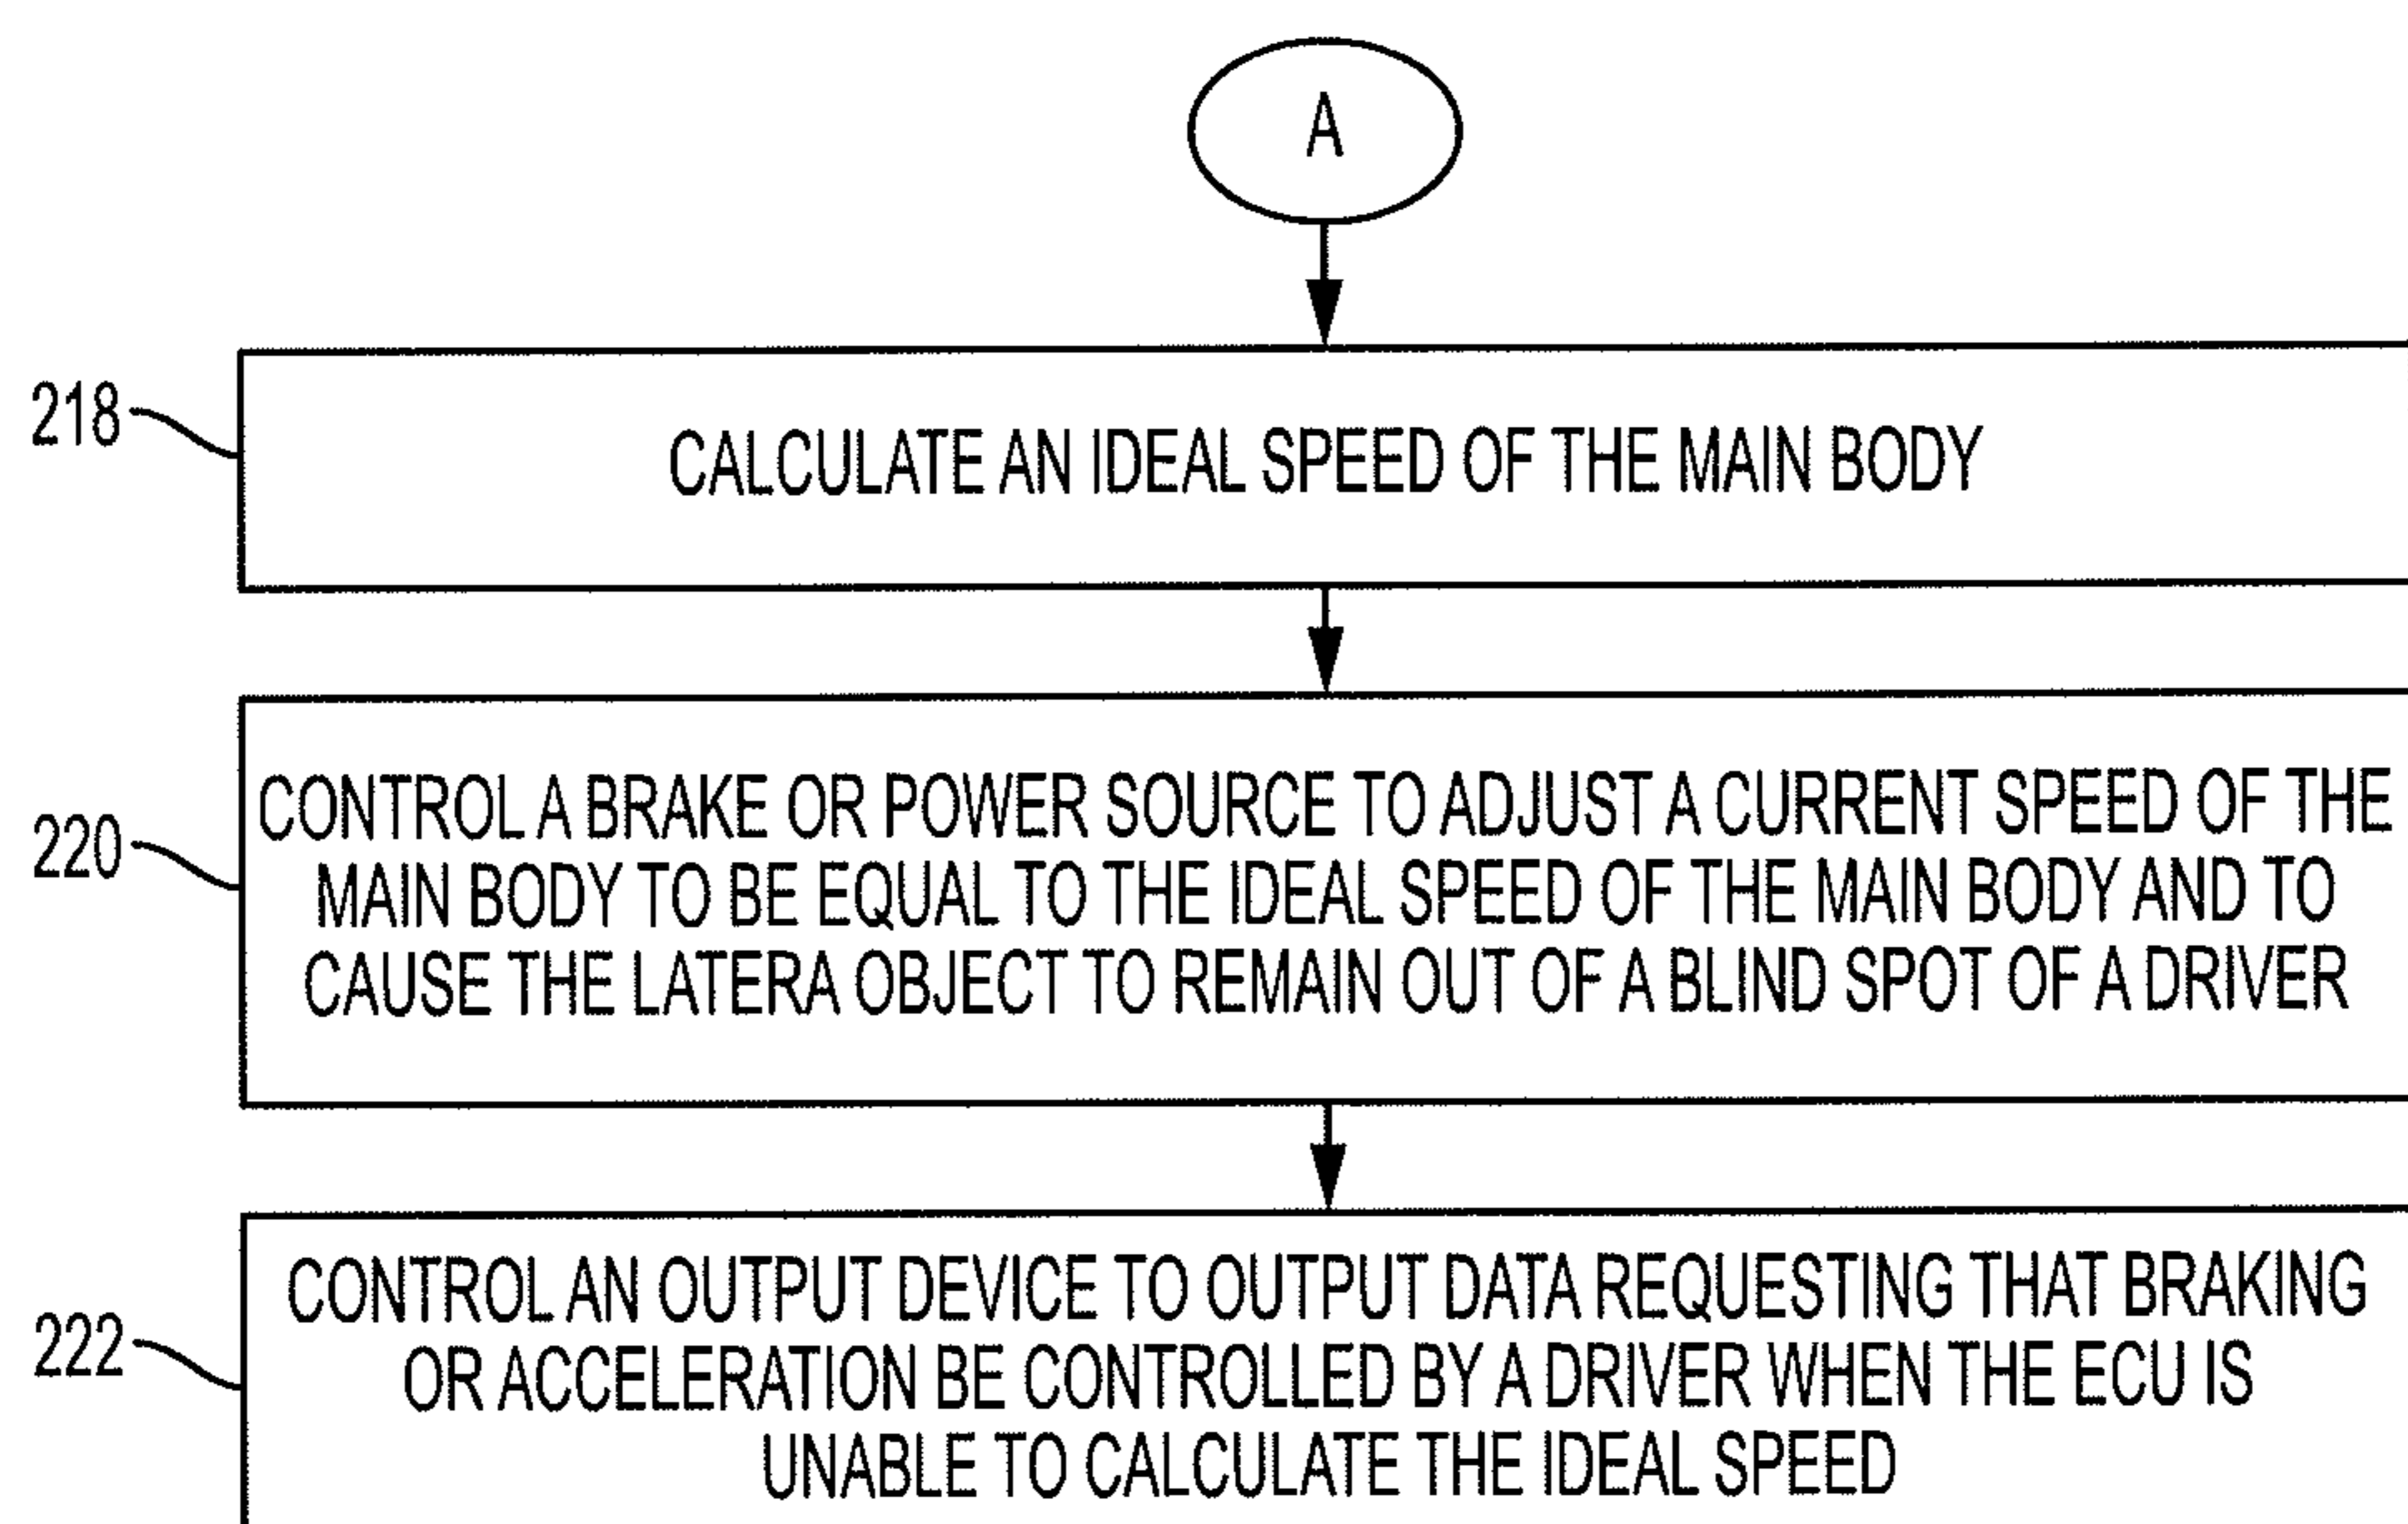 A
218
CALCULATE AN IDEAL SPEED OF THE MAIN BODY
220
CONTROL A BRAKE OR POWER SOURCE TO ADJUST A CURRENT SPEED OF THE
MAIN BODY TO BE EQUAL TO THE IDEAL SPEED OF THE MAIN BODY AND TO
CAUSE THE LATERA OBJECT TO REMAIN OUT OF A BLIND SPOT OF A DRIVER
222
CONTROL AN OUTPUT DEVICE TO OUTPUT DATA REQUESTING THAT BRAKING
OR ACCELERATION BE CONTROLLED BY A DRIVER WHEN THE ECU IS
UNABLE TO CALCULATE THE IDEAL SPEED